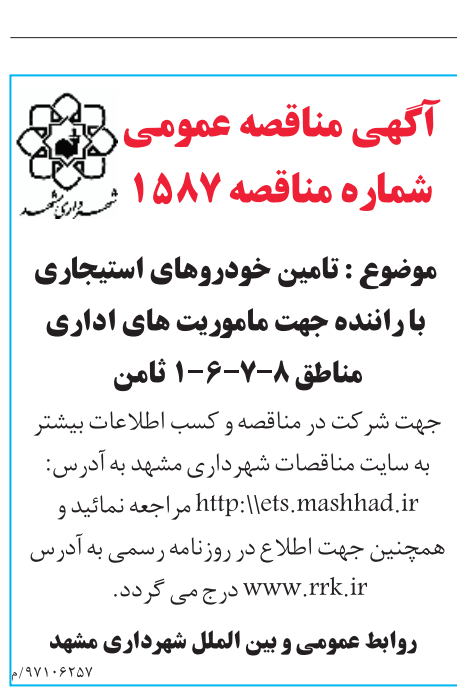 آگهی مناقصه عمومی
شماره مناقصه ۱۵۸۷
شهرداری مشهد
موضوع : تامین خودروهای استیجاری
با راننده جهت ماموریت های اداری
مناطق ۸-۷-۶-۱ ثامن
جهت شرکت در مناقصه و کسب اطلاعات بیشتر
به سایت مناقصات شهرداری مشهد به آدرس:
http:\\ets.mashhad.ir مراجعه نمائید و
همچنین جهت اطلاع در روزنامه رسمی به آدرس
www.rrk.ir درج می گردد.
روابط عمومی و بین الملل شهرداری مشهد
۹۷۱۰۶۲۵۷/م